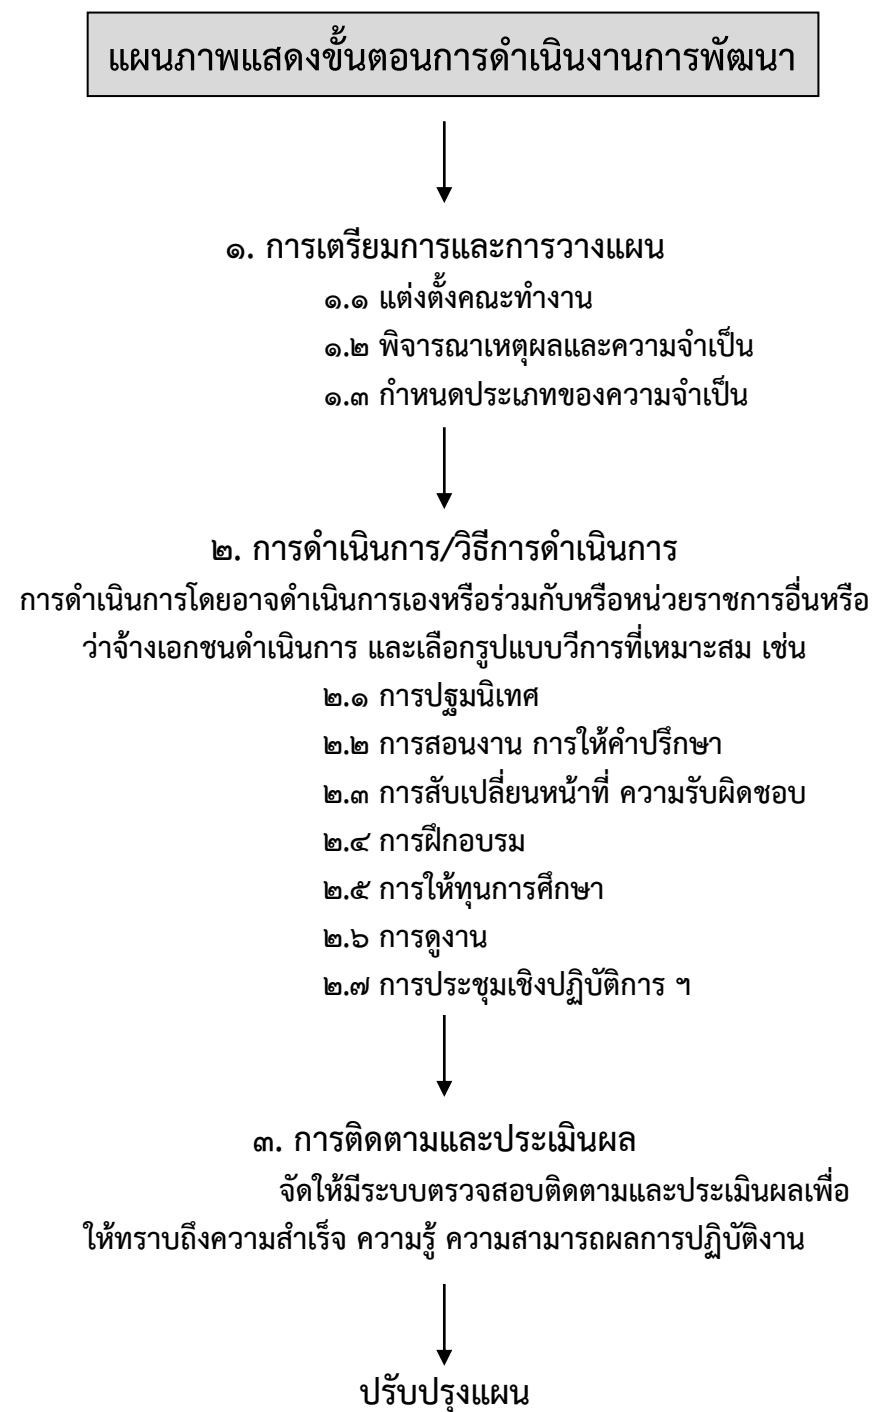 แผนภาพแสดงขั้นตอนการดำเนินงานการพัฒนา
๑. การเตรียมการและการวางแผน
๑.๑ แต่งตั้งคณะทำงาน
๑.๒ พิจารณาเหตุผลและความจำเป็น
๑.๓ กำหนดประเภทของความจำเป็น
๒. การดำเนินการ/วิธีการดำเนินการ
การดำเนินการโดยอาจดำเนินการเองหรือร่วมกับหรือหน่วยราชการอื่นหรือ
ว่าจ้างเอกชนดำเนินการ และเลือกรูปแบบวีการที่เหมาะสม เช่น
๒.๑ การปฐมนิเทศ
๒.๒ การสอนงาน การให้คำปรึกษา
๒.๓ การสับเปลี่ยนหน้าที่ ความรับผิดชอบ
๒.๔ การฝึกอบรม
๒.๕ การให้ทุนการศึกษา
๒.๖ การดูงาน
๒.๗ การประชุมเชิงปฏิบัติการ ฯ
๓. การติดตามและประเมินผล
จัดให้มีระบบตรวจสอบติดตามและประเมินผลเพื่อ
ให้ทราบถึงความสำเร็จ ความรู้ ความสามารถผลการปฏิบัติงาน
ปรับปรุงแผน